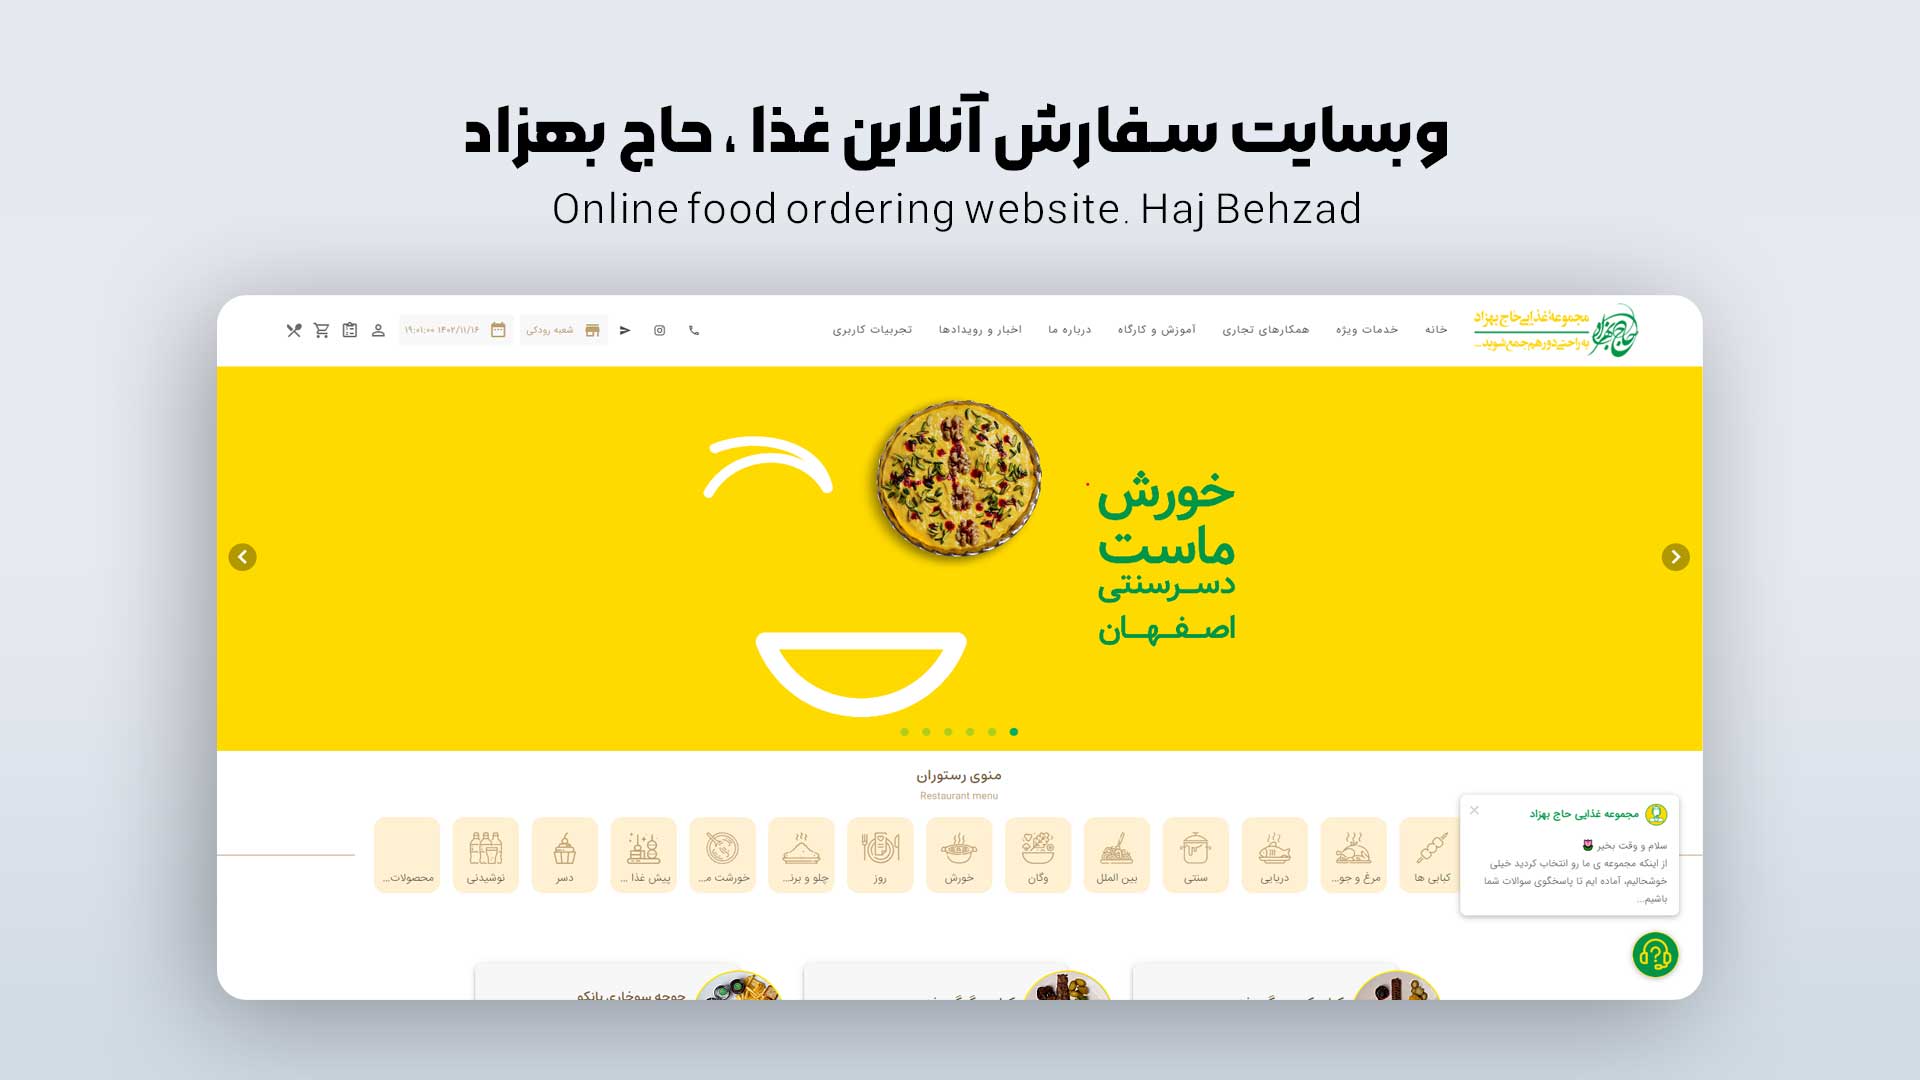 وبسایت سفارش آنلاین غذا ، حاج بهزاد
Online food ordering website. Haj Behzad
مجموعه غذایی حاج بهزاد
به راحتی دور هم جمع شوید...
حاج بهزاد
خانه
خدمات ویژه
همکارهای تجاری
آموزش و کارگاه
درباره ما
اخبار و رویدادها
تجربیات کاربری
شعبه رودکی
۱۴۰۲/۱۱/۱۶ ۱۹:۰۱:۰۰
خورش
ماست
دسر سنتی
اصفهان
منوی رستوران
Restaurant menu
کبابی ها
مرغ و جو...
دریایی
سنتی
بین الملل
وگان
خورش
روز
چلو و برنـ...
خورشت مـ...
پیش غذا ...
دسر
نوشیدنی
محصولات...
مجموعه غذایی حاج بهزاد
سلام و وقت بخیر 🌷
از اینکه مجموعه ی ما رو انتخاب کردید خیلی
خوشحالیم، آماده ایم تا پاسخگوی سوالات شما
باشیم...
جوجه سوخاری پانکو